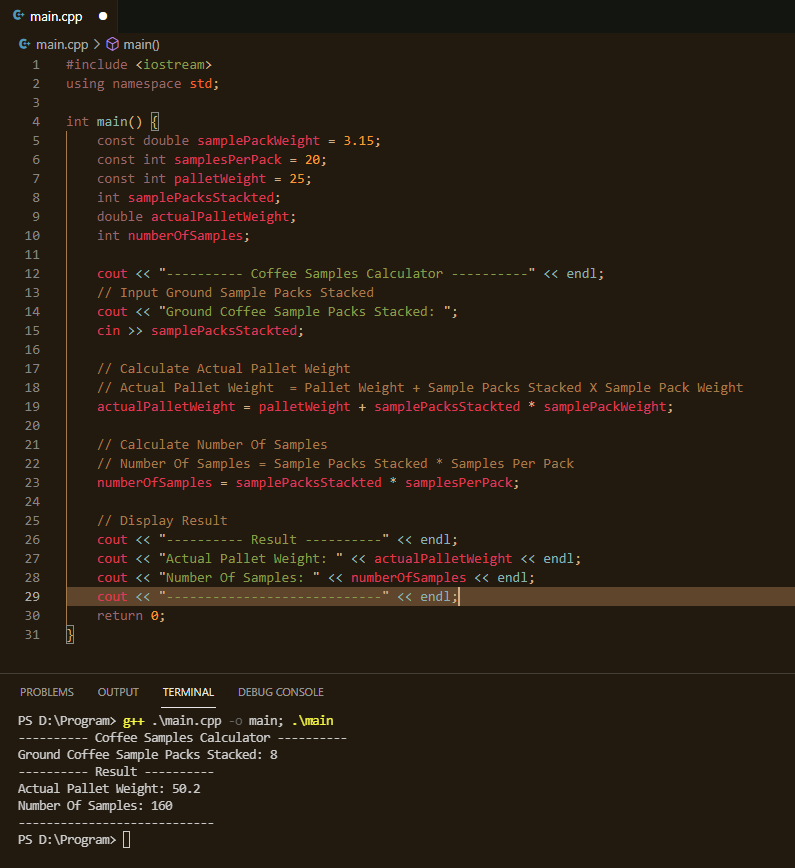 main.cpp
main.cpp > main()
1 #include <iostream>
2 using namespace std;
3
4 int main() {
5     const double samplePackWeight = 3.15;
6     const int samplesPerPack = 20;
7     const int palletWeight = 25;
8     int samplePacksStackted;
9     double actualPalletWeight;
10     int numberOfSamples;
11
12     cout << "---------- Coffee Samples Calculator ----------" << endl;
13     // Input Ground Sample Packs Stacked
14     cout << "Ground Coffee Sample Packs Stacked: ";
15     cin >> samplePacksStackted;
16
17     // Calculate Actual Pallet Weight
18     // Actual Pallet Weight  = Pallet Weight + Sample Packs Stacked X Sample Pack Weight
19     actualPalletWeight = palletWeight + samplePacksStackted * samplePackWeight;
20
21     // Calculate Number Of Samples
22     // Number Of Samples = Sample Packs Stacked * Samples Per Pack
23     numberOfSamples = samplePacksStackted * samplesPerPack;
24
25     // Display Result
26     cout << "---------- Result ----------" << endl;
27     cout << "Actual Pallet Weight: " << actualPalletWeight << endl;
28     cout << "Number Of Samples: " << numberOfSamples << endl;
29     cout << "----------------------------" << endl;
30     return 0;
31 }
PROBLEMS OUTPUT TERMINAL DEBUG CONSOLE
PS D:\Program> g++ .\main.cpp -o main; .\main
---------- Coffee Samples Calculator ----------
Ground Coffee Sample Packs Stacked: 8
---------- Result ----------
Actual Pallet Weight: 50.2
Number Of Samples: 160
----------------------------
PS D:\Program>